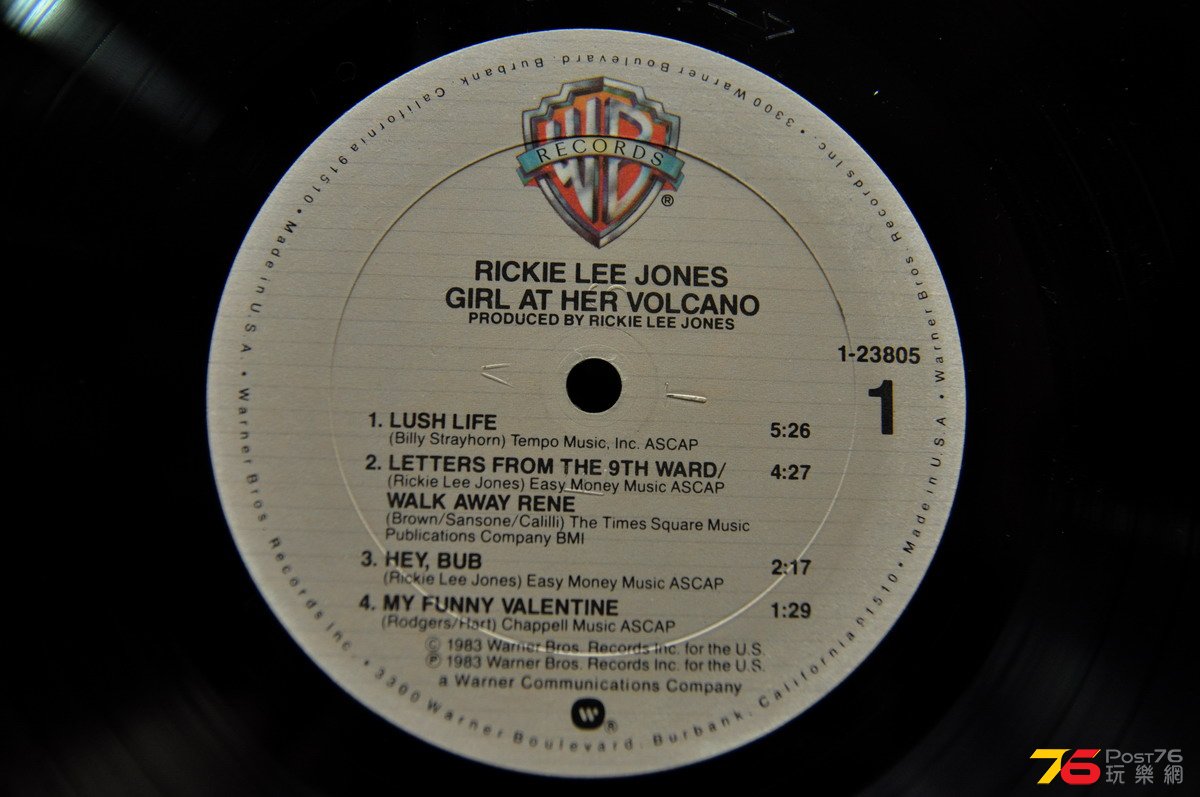 3300 Warner Boulevard, Burbank, California 91510 • Made in U.S.A. • Warner Bros. Records Inc. • 3300 Warner Boulevard, Burbank, California 91510 • Made in U.S.A. • Warner Bros. Records Inc. •
WB
RECORDS
®
RICKIE LEE JONES
GIRL AT HER VOLCANO
PRODUCED BY RICKIE LEE JONES
1-23805
1
1. LUSH LIFE 5:26
(Billy Strayhorn) Tempo Music, Inc. ASCAP
2. LETTERS FROM THE 9TH WARD/ 4:27
(Rickie Lee Jones) Easy Money Music ASCAP
WALK AWAY RENE
(Brown/Sansone/Calilli) The Times Square Music
Publications Company BMI
3. HEY, BUB 2:17
(Rickie Lee Jones) Easy Money Music ASCAP
4. MY FUNNY VALENTINE 1:29
(Rodgers/Hart) Chappell Music ASCAP
© 1983 Warner Bros. Records Inc. for the U.S.
℗ 1983 Warner Bros. Records Inc. for the U.S.
a Warner Communications Company
W®
76 POST76
玩樂網